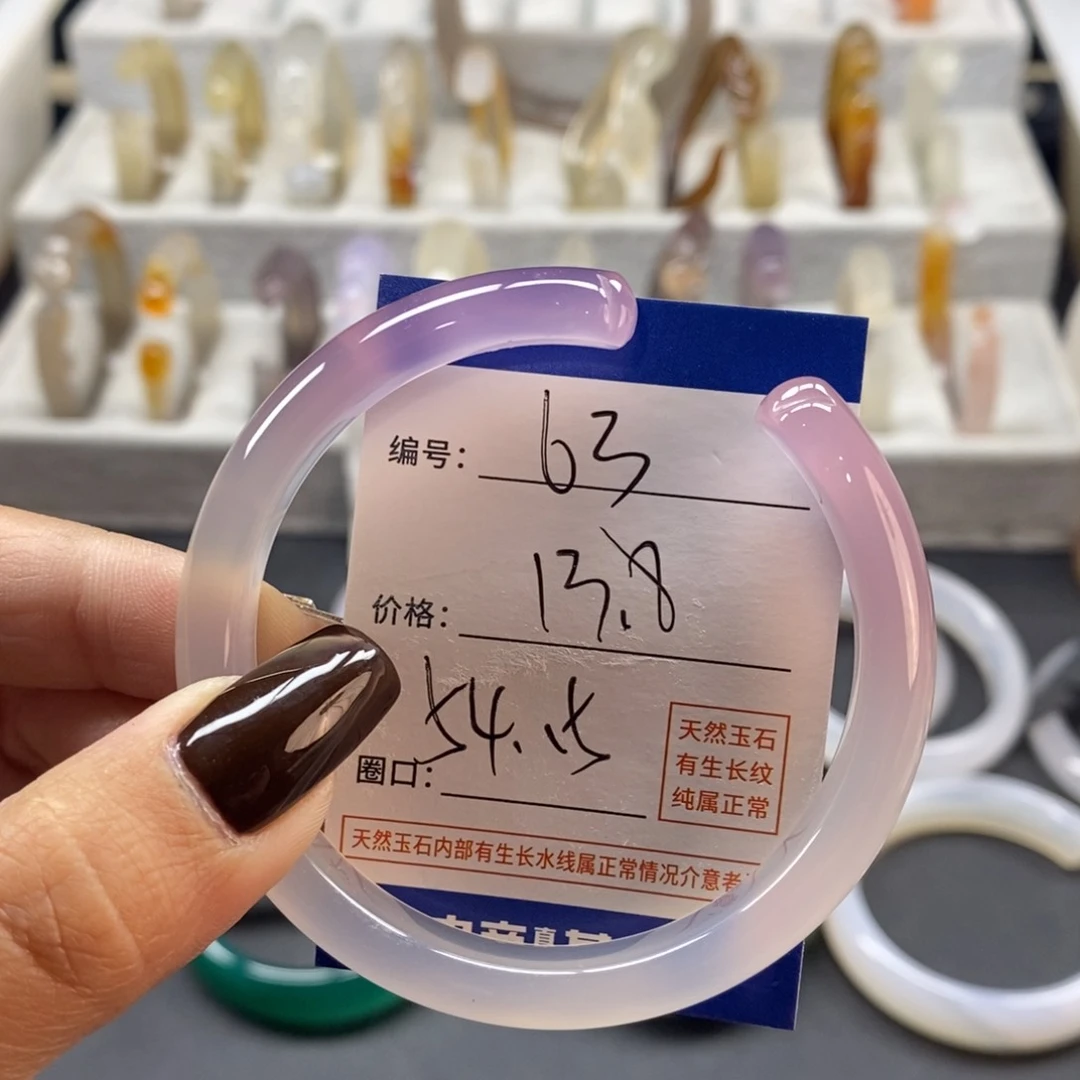 编号: 63
价格: 13.8
54.15
圈口:
天然玉石
有生长纹
纯属正常
天然玉石内部有生长水线属正常情况介意者